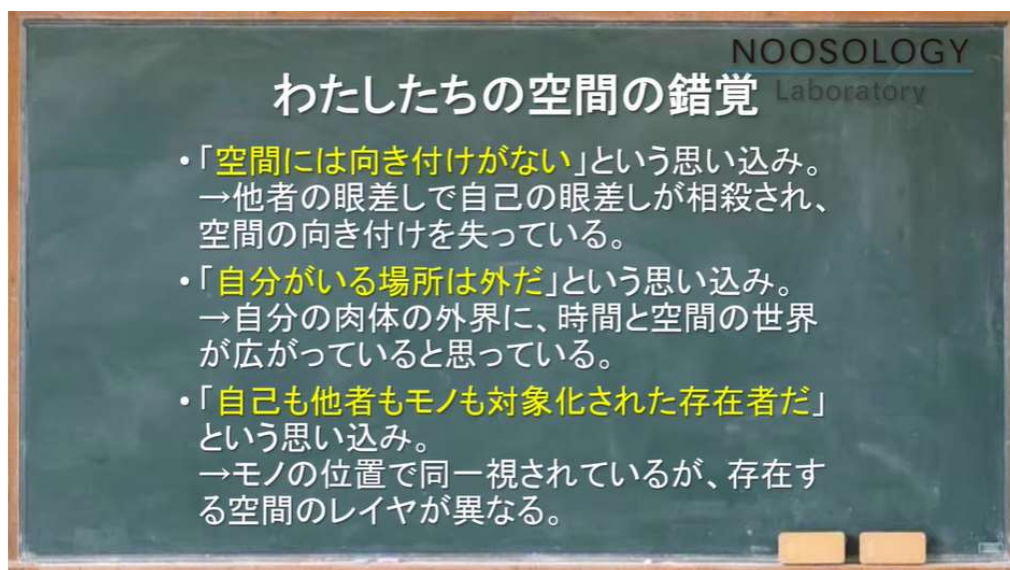 NOOSOLOGY
Laboratory
わたしたちの空間の錯覚
・「空間には向き付けがない」という思い込み。
→他者の眼差しで自己の眼差しが相殺され、
空間の向き付けを失っている。
・「自分がいる場所は外だ」という思い込み。
→自分の肉体の外界に、時間と空間の世界
が広がっていると思っている。
・「自己も他者もモノも対象化された存在者だ」
という思い込み。
→モノの位置で同一視されているが、存在す
る空間のレイヤが異なる。